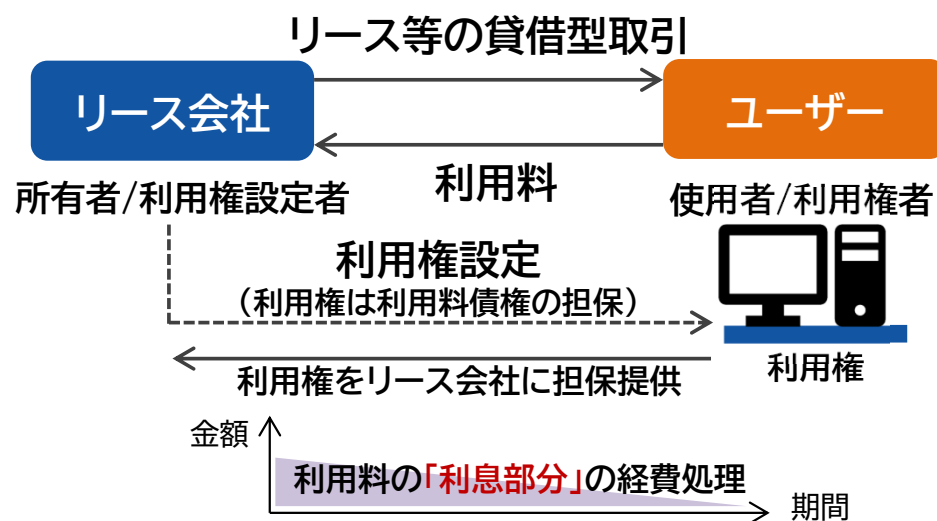 リース等の貸借型取引
リース会社
ユーザー
利用料
所有者/利用権設定者
使用者/利用権者
利用権設定
（利用権は利用料債権の担保）
利用権をリース会社に担保提供
利用権
金額
利用料の「利息部分」の経費処理
期間